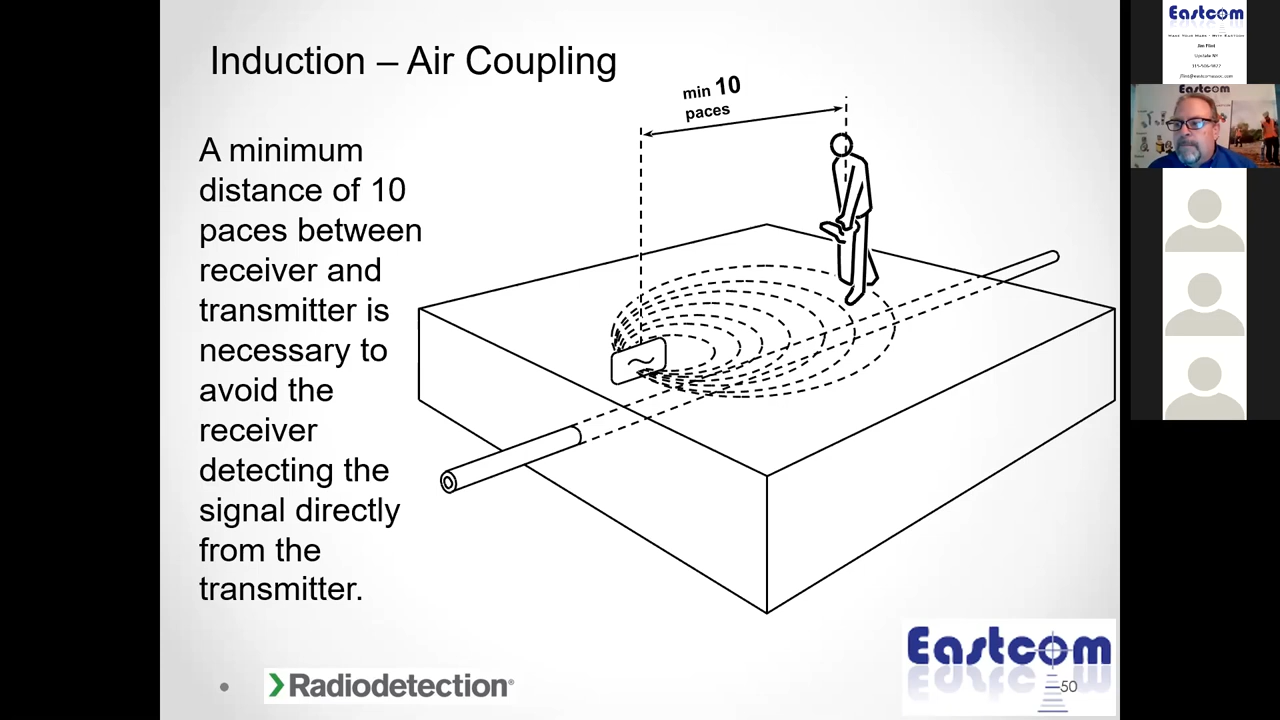 Induction – Air Coupling
min 10
paces
A minimum
distance of 10
paces between
receiver and
transmitter is
necessary to
avoid the
receiver
detecting the
signal directly
from the
transmitter.
Radiodetection®
Eastcom
50
Eastcom
Eastcom